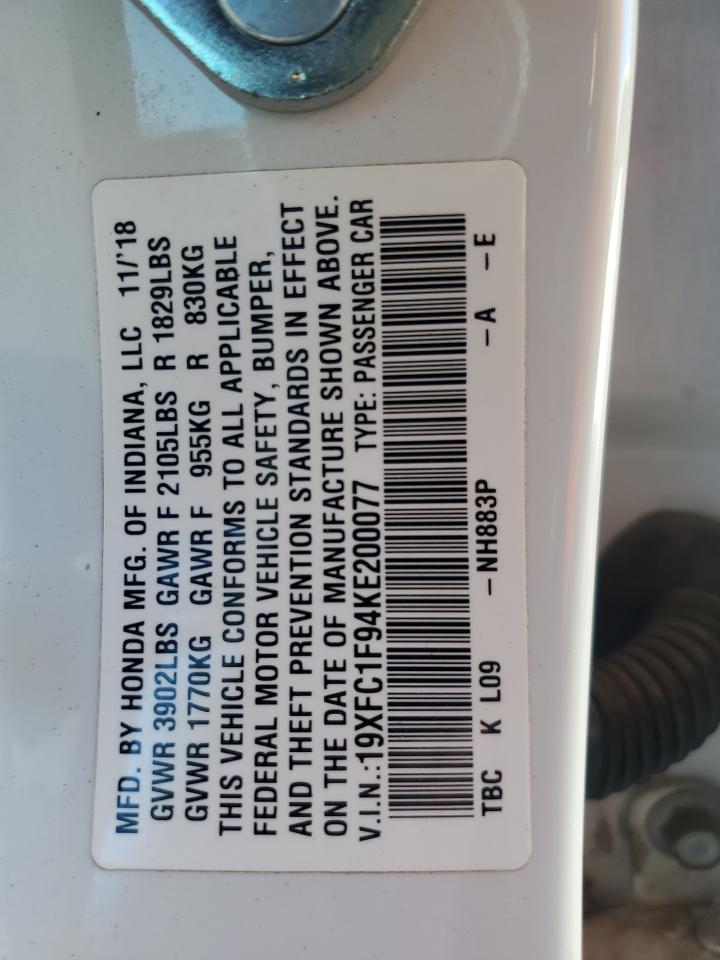 MFD. BY HONDA MFG. OF INDIANA, LLC 11/'18
GVWR 3902LBS GAWR F 2105LBS R 1829LBS
GVWR 1770KG GAWR F 955KG R 830KG
THIS VEHICLE CONFORMS TO ALL APPLICABLE
FEDERAL MOTOR VEHICLE SAFETY, BUMPER,
AND THEFT PREVENTION STANDARDS IN EFFECT
ON THE DATE OF MANUFACTURE SHOWN ABOVE.
V.I.N.:19XFC1F94KE200077 TYPE: PASSENGER CAR
TBC K L09 -NH883P -A -E